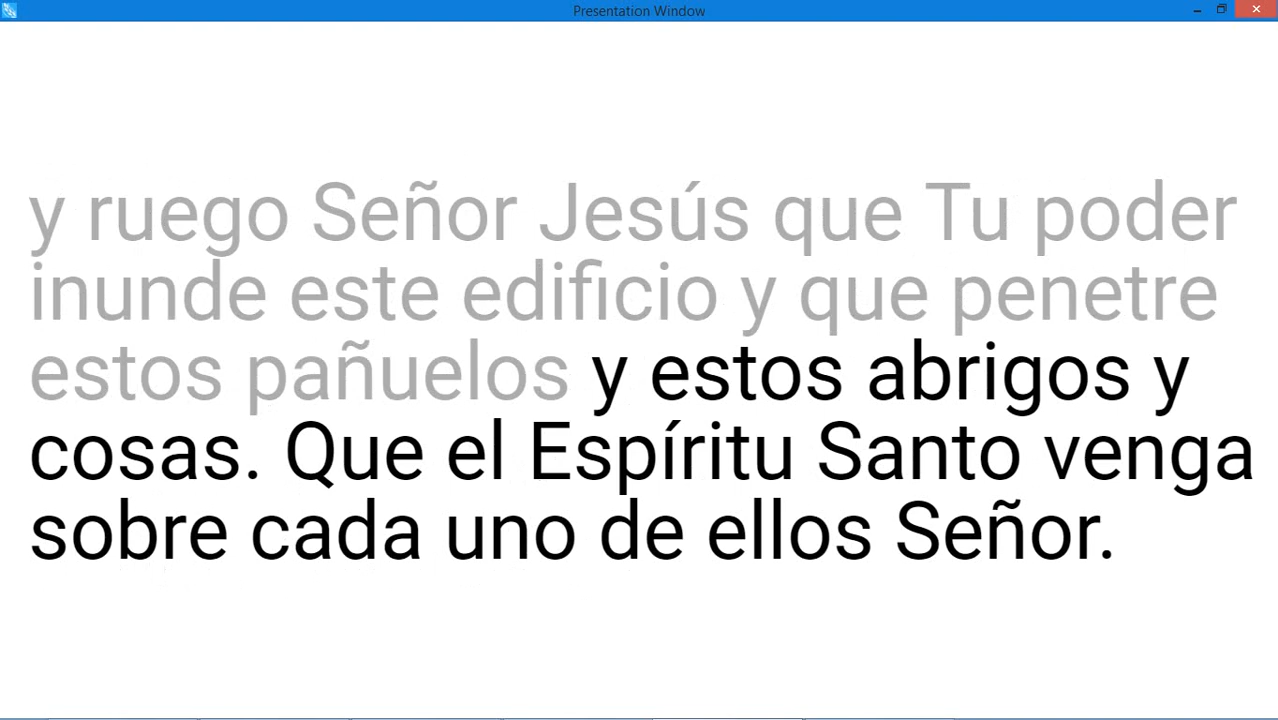 Presentation Window
y ruego Señor Jesús que Tu poder
inunde este edificio y que penetre
estos pañuelos y estos abrigos y
cosas. Que el Espíritu Santo venga
sobre cada uno de ellos Señor.